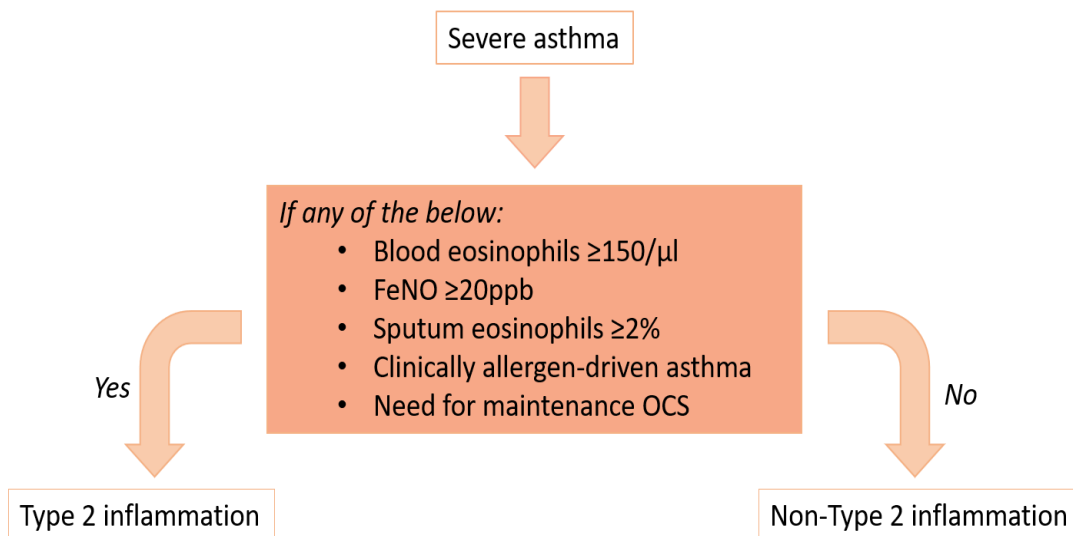 Severe asthma
If any of the below:
• Blood eosinophils ≥150/µl
• FeNO ≥20ppb
• Sputum eosinophils ≥2%
• Clinically allergen-driven asthma
• Need for maintenance OCS
Yes
No
Type 2 inflammation
Non-Type 2 inflammation